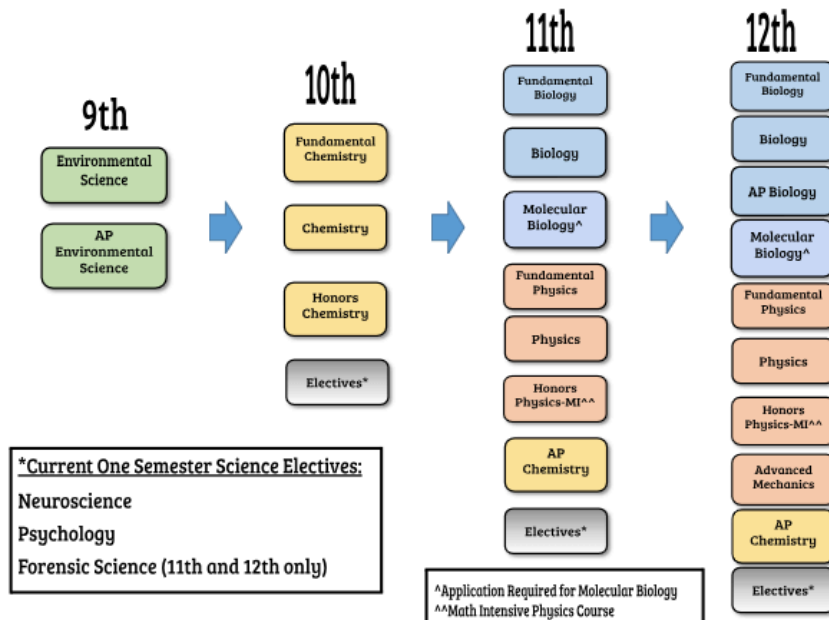 9th
Environmental
Science
AP
Environmental
Science
10th
Fundamental
Chemistry
Chemistry
Honors
Chemistry
Electives*
11th
Fundamental
Biology
Biology
Molecular
Biology^
Fundamental
Physics
Physics
Honors
Physics-MI^^
AP
Chemistry
Electives*
12th
Fundamental
Biology
Biology
AP Biology
Molecular
Biology^
Fundamental
Physics
Physics
Honors
Physics-MI^^
Advanced
Mechanics
AP
Chemistry
Electives*
*Current One Semester Science Electives:
Neuroscience
Psychology
Forensic Science (11th and 12th only)
^Application Required for Molecular Biology
^^Math Intensive Physics Course